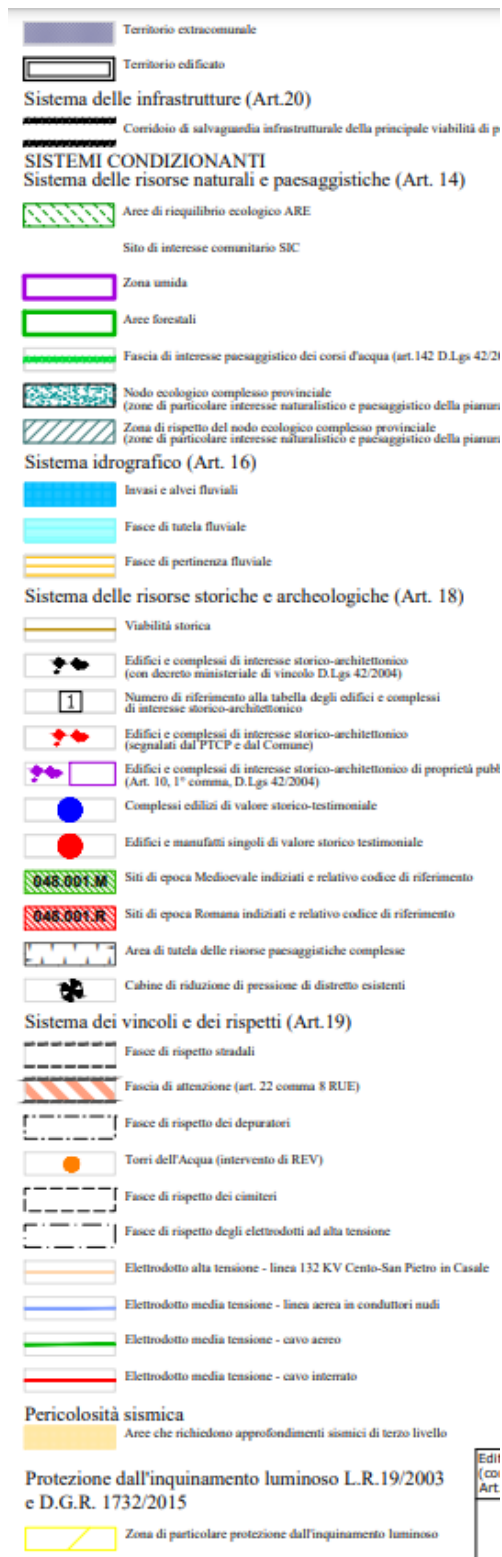 Territorio extracomunale
Territorio edificato
Sistema delle infrastrutture (Art.20)
Corridoio di salvaguardia infrastrutturale della principale viabilità di
SISTEMI CONDIZIONANTI
Sistema delle risorse naturali e paesaggistiche (Art. 14)
Aree di riequilibrio ecologico ARE
Sito di interesse comunitario SIC
Zona umida
Aree forestali
Fascia di interesse paesaggistico dei corsi d'acqua (art.142 D.Lgs
Nodo ecologico complesso provinciale
(zone di particolare interesse naturalistico e paesaggistico della
Zona di rispetto del nodo ecologico complesso provinciale
(zone di particolare interesse naturalistico e paesaggistico della
Sistema idrografico (Art. 16)
Invasi e alvei fluviali
Fasce di tutela fluviale
Fasce di pertinenza fluviale
Sistema delle risorse storiche e archeologiche (Art. 18)
Viabilità storica
Edifici e complessi di interesse storico-architettonico
(con decreto ministeriale di vincolo D.Lgs 42/2004)
1
Numero di riferimento alla tabella degli edifici e complessi
di interesse storico-architettonico
Edifici e complessi di interesse storico-architettonico
(segnalati dal PTCP e dal Comune)
Edifici e complessi di interesse storico-architettonico di proprietà
(Art. 10, 1° comma, D.Lgs 42/2004)
Complessi edilizi di valore storico-testimoniale
Edifici e manufatti singoli di valore storico testimoniale
048.001.M Siti di epoca Medioevale indiziati e relativo codice di riferimento
048.001.R Siti di epoca Romana indiziati e relativo codice di riferimento
Area di tutela delle risorse paesaggistiche complesse
Cabine di riduzione di pressione di distretto esistenti
Sistema dei vincoli e dei rispetti (Art.19)
Fasce di rispetto stradali
Fascia di attenzione (art. 22 comma 8 RUE)
Fasce di rispetto dei depuratori
Torri dell'Acqua (intervento di REV)
Fasce di rispetto dei cimiteri
Fasce di rispetto degli elettrodotti ad alta tensione
Elettrodotto alta tensione - linea 132 KV Cento-San Pietro in Casale
Elettrodotto media tensione - linea aerea in conduttori nudi
Elettrodotto media tensione - cavo aereo
Elettrodotto media tensione - cavo interrato
Pericolosità sismica
Aree che richiedono approfondimenti sismici di terzo livello
Protezione dall'inquinamento luminoso L.R.19/2003
e D.G.R. 1732/2015
Zona di particolare protezione dall'inquinamento luminoso
Art.